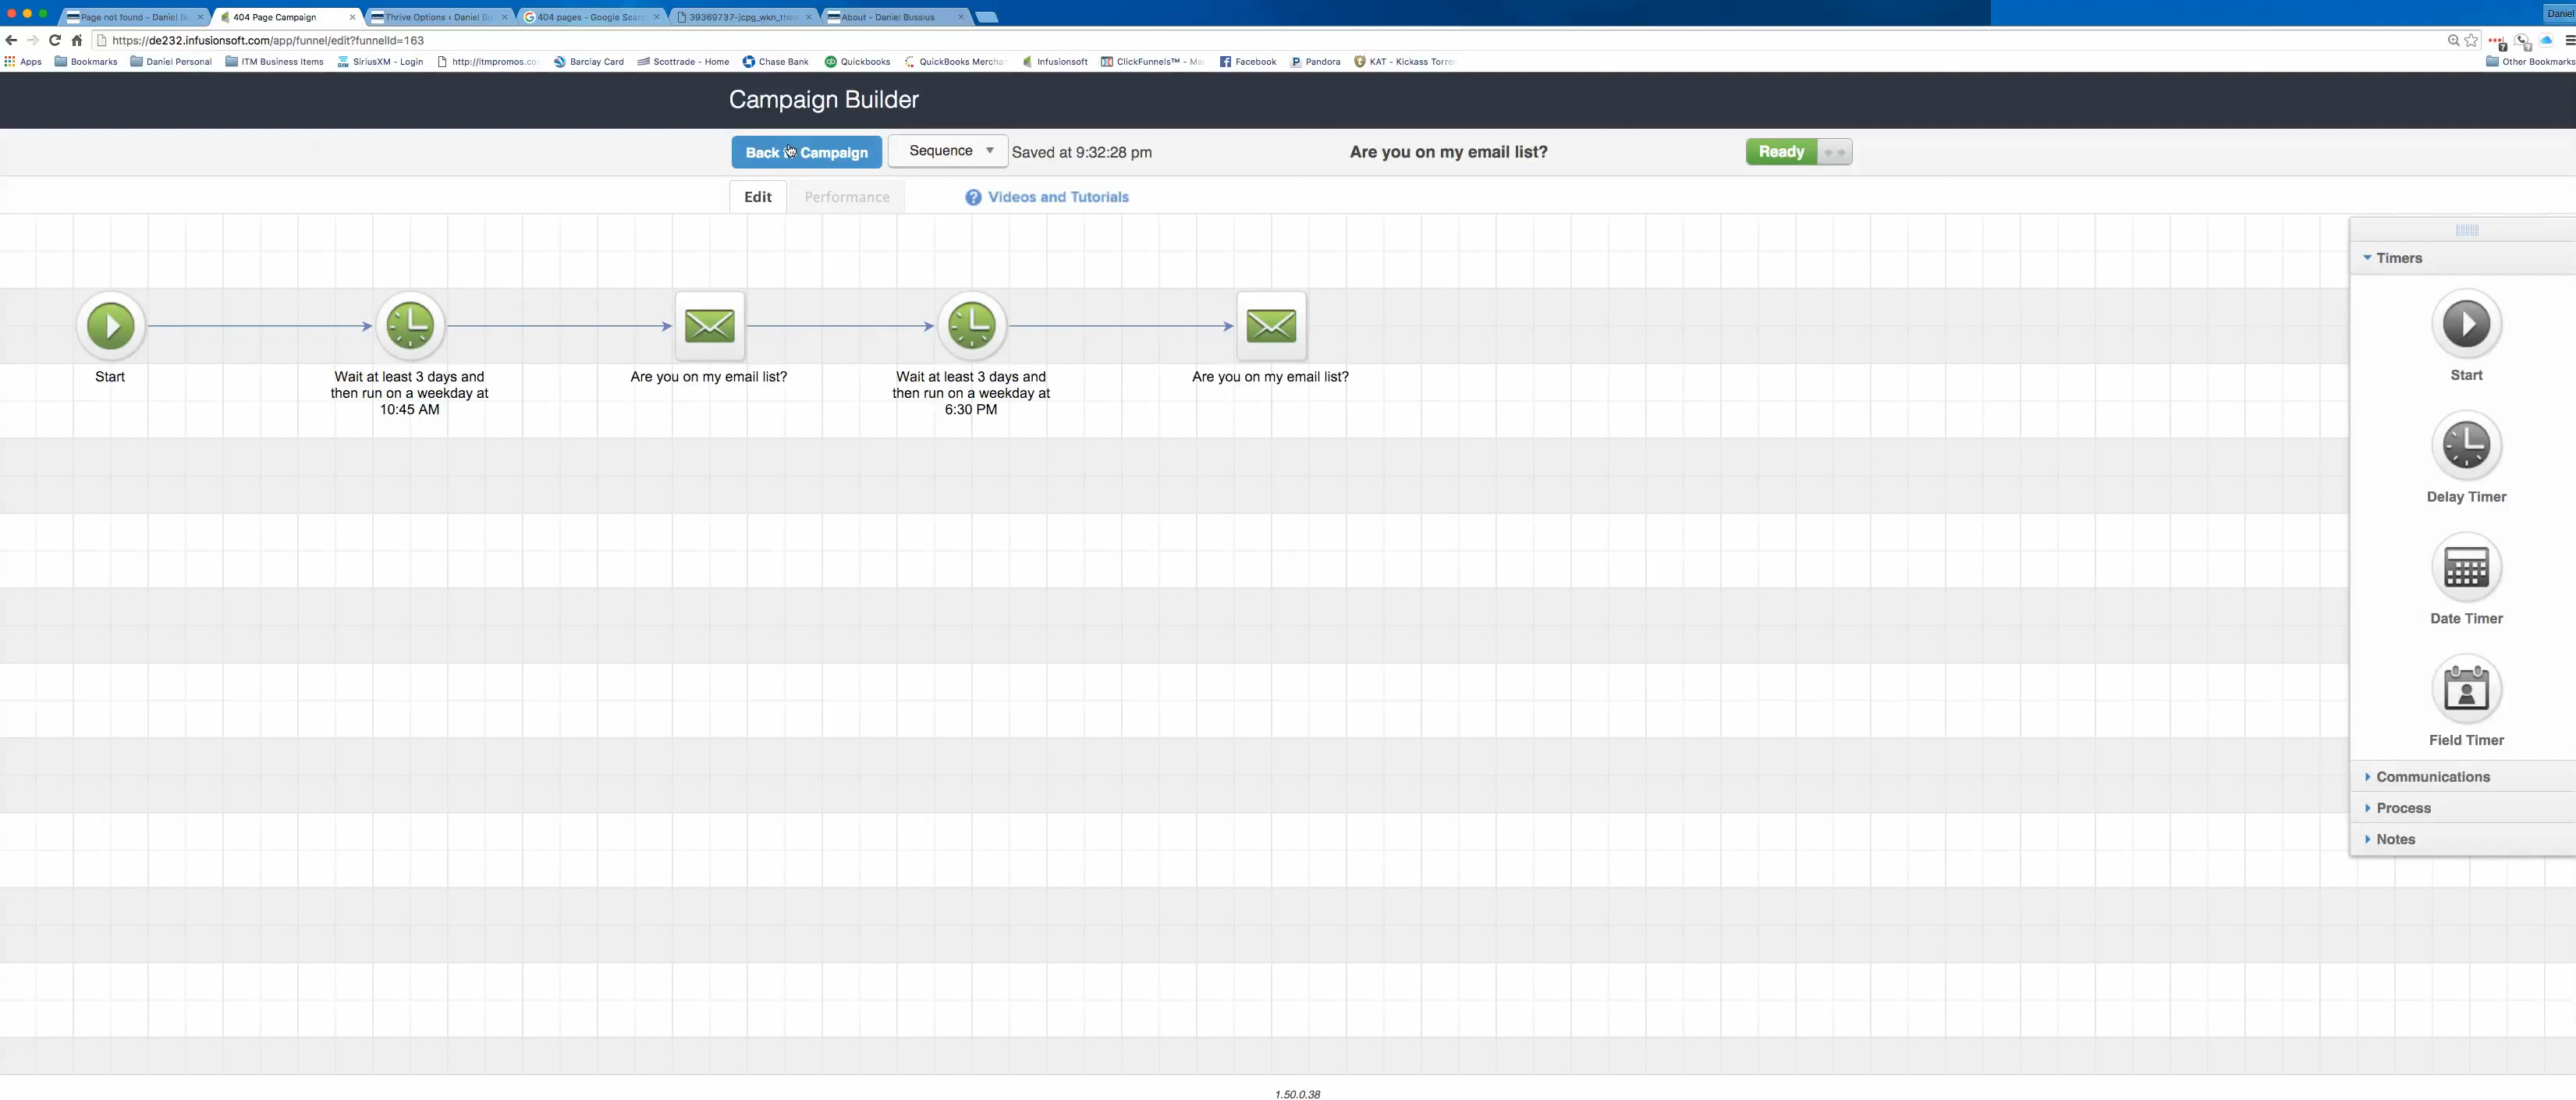 Page not found - Daniel Bu
404 Page Campaign
Thrive Options ‹ Daniel Bu
404 pages - Google Sear
39369737-jcpg_wkn_the
About - Daniel Bussius
Daniel
https://de232.infusionsoft.com/app/funnel/edit?funnelId=163
Apps
Bookmarks
Daniel Personal
ITM Business Items
SiriusXM - Login
http://itmpromos.co
Barclay Card
Scottrade - Home
Chase Bank
Quickbooks
QuickBooks Mercha
Infusionsoft
ClickFunnels™ - Ma
Facebook
Pandora
KAT - Kickass Torre
Other Bookmarks
Campaign Builder
Back Campaign
Sequence
Saved at 9:32:28 pm
Are you on my email list?
Ready
Edit
Performance
? Videos and Tutorials
Timers
Start
Wait at least 3 days and
then run on a weekday at
10:45 AM
Are you on my email list?
Wait at least 3 days and
then run on a weekday at
6:30 PM
Are you on my email list?
Start
Delay Timer
Date Timer
Field Timer
Communications
Process
Notes
1.50.0.38